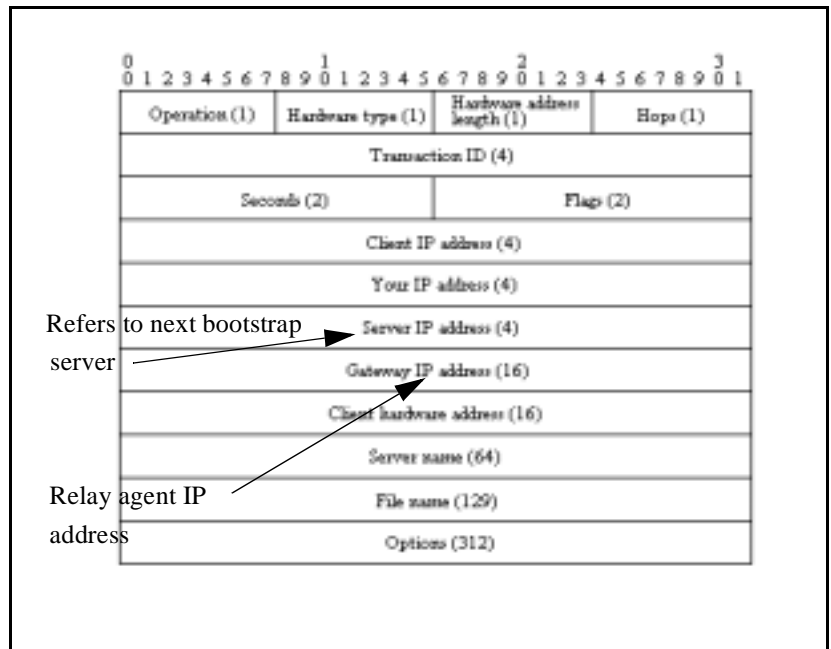 0 1 2 3
0 1 2 3 4 5 6 7 8 9 0 1 2 3 4 5 6 7 8 9 0 1 2 3 4 5 6 7 8 9 0 1
Operation (1) Hardware type (1) Hardware address length (1) Hops (1)
Transaction ID (4)
Seconds (2) Flags (2)
Client IP address (4)
Your IP address (4)
Refers to next bootstrap
server
Server IP address (4)
Gateway IP address (16)
Client hardware address (16)
Server name (64)
Relay agent IP
address
File name (129)
Options (312)